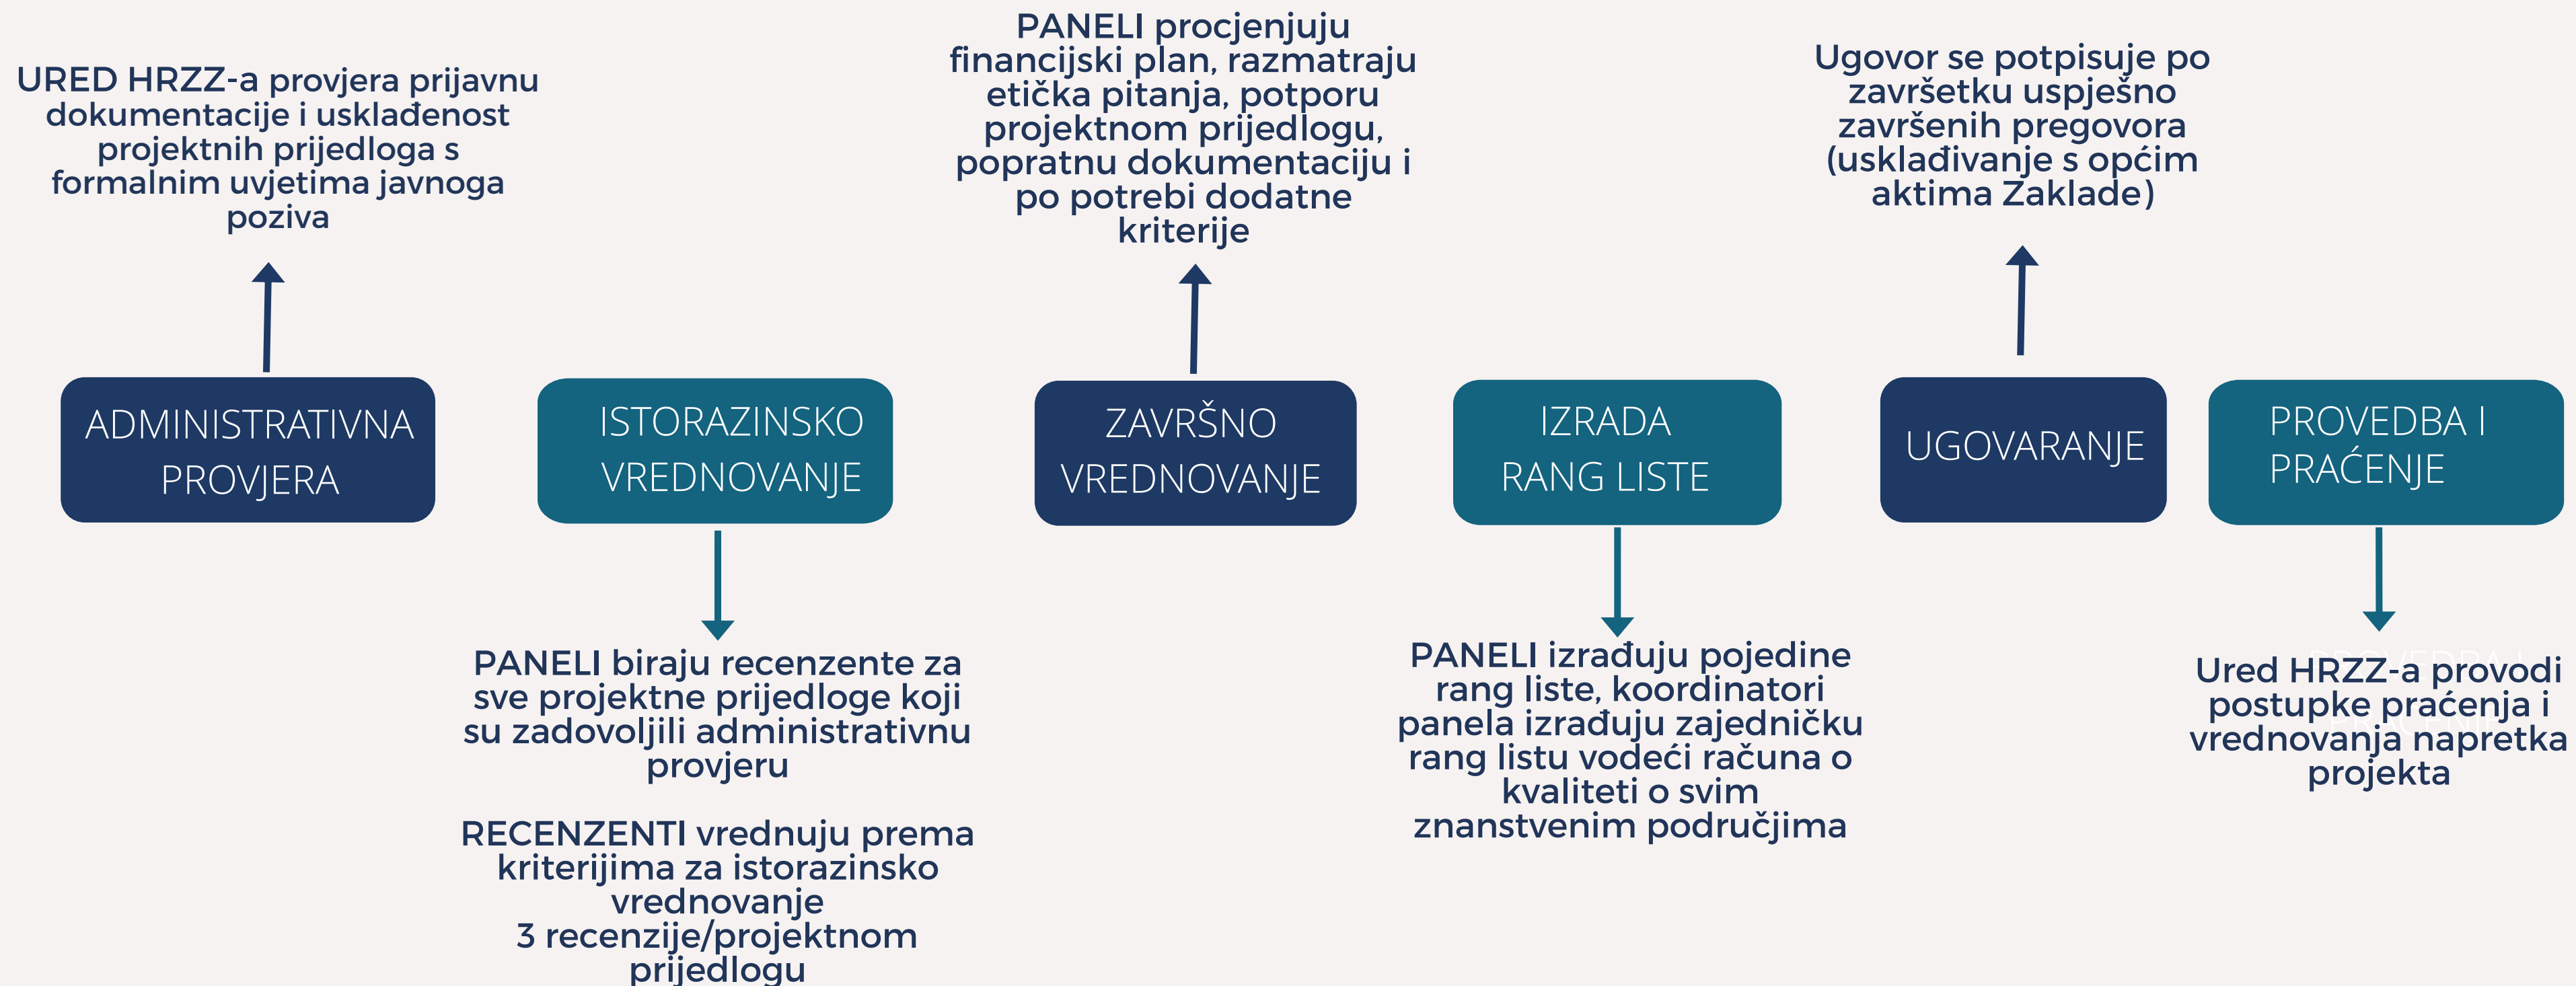 URED HRZZ-a provjera prijavnu
dokumentacije i usklađenost
projektnih prijedloga s
formalnim uvjetima javnoga
poziva
PANELI procjenjuju
financijski plan, razmatraju
etička pitanja, potporu
projektnom prijedlogu,
popratnu dokumentaciju i
po potrebi dodatne
kriterije
Ugovor se potpisuje po
završetku uspješno
završenih pregovora
(usklađivanje s općim
aktima Zaklade)
ADMINISTRATIVNA
PROVJERA
ISTORAZINSKO
VREDNOVANJE
ZAVRŠNO
VREDNOVANJE
IZRADA
RANG LISTE
UGOVARANJE
PROVEDBA I
PRAĆENJE
PANELI biraju recenzente za
sve projektne prijedloge koji
su zadovoljili administrativnu
provjeru
RECENZENTI vrednuju prema
kriterijima za istorazinsko
vrednovanje
3 recenzije/projektnom
prijedlogu
PANELI izrađuju pojedine
rang liste, koordinatori
panela izrađuju zajedničku
rang listu vodeći računa o
kvaliteti o svim
znanstvenim područjima
PROVEDBA I
PRAĆENJE
Ured HRZZ-a provodi
postupke praćenja i
vrednovanja napretka
projekta